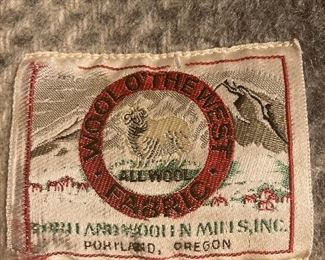 WOOL O' THE WEST
ALL WOOL
· FABRIC ·
PORTLAND WOOLEN MILLS, INC.
PORTLAND, OREGON